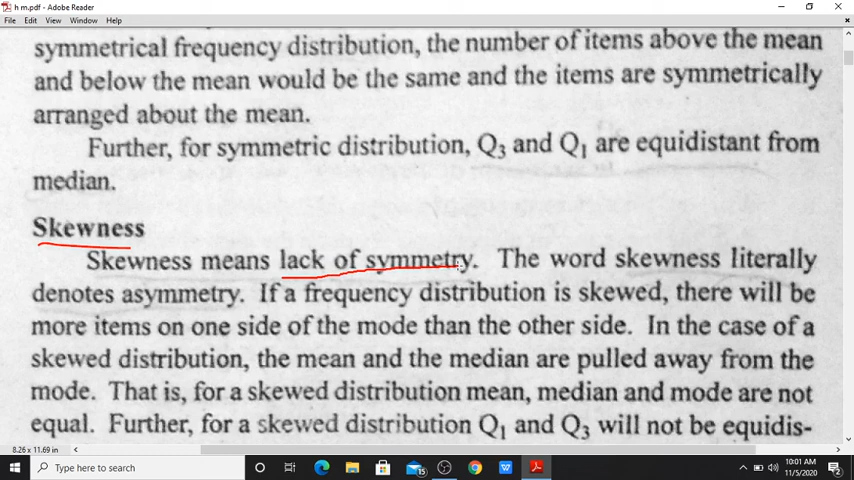 h m.pdf - Adobe Reader
File Edit View Window Help
symmetrical frequency distribution, the number of items above the mean
and below the mean would be the same and the items are symmetrically
arranged about the mean.
Further, for symmetric distribution, Q3 and Q1 are equidistant from
median.
Skewness
Skewness means lack of symmetry. The word skewness literally
denotes asymmetry. If a frequency distribution is skewed, there will be
more items on one side of the mode than the other side. In the case of a
skewed distribution, the mean and the median are pulled away from the
mode. That is, for a skewed distribution mean, median and mode are not
equal. Further, for a skewed distribution Q1 and Q3 will not be equidis-
8.26 x 11.69 in
Type here to search
15
10:01 AM
11/5/2020
2